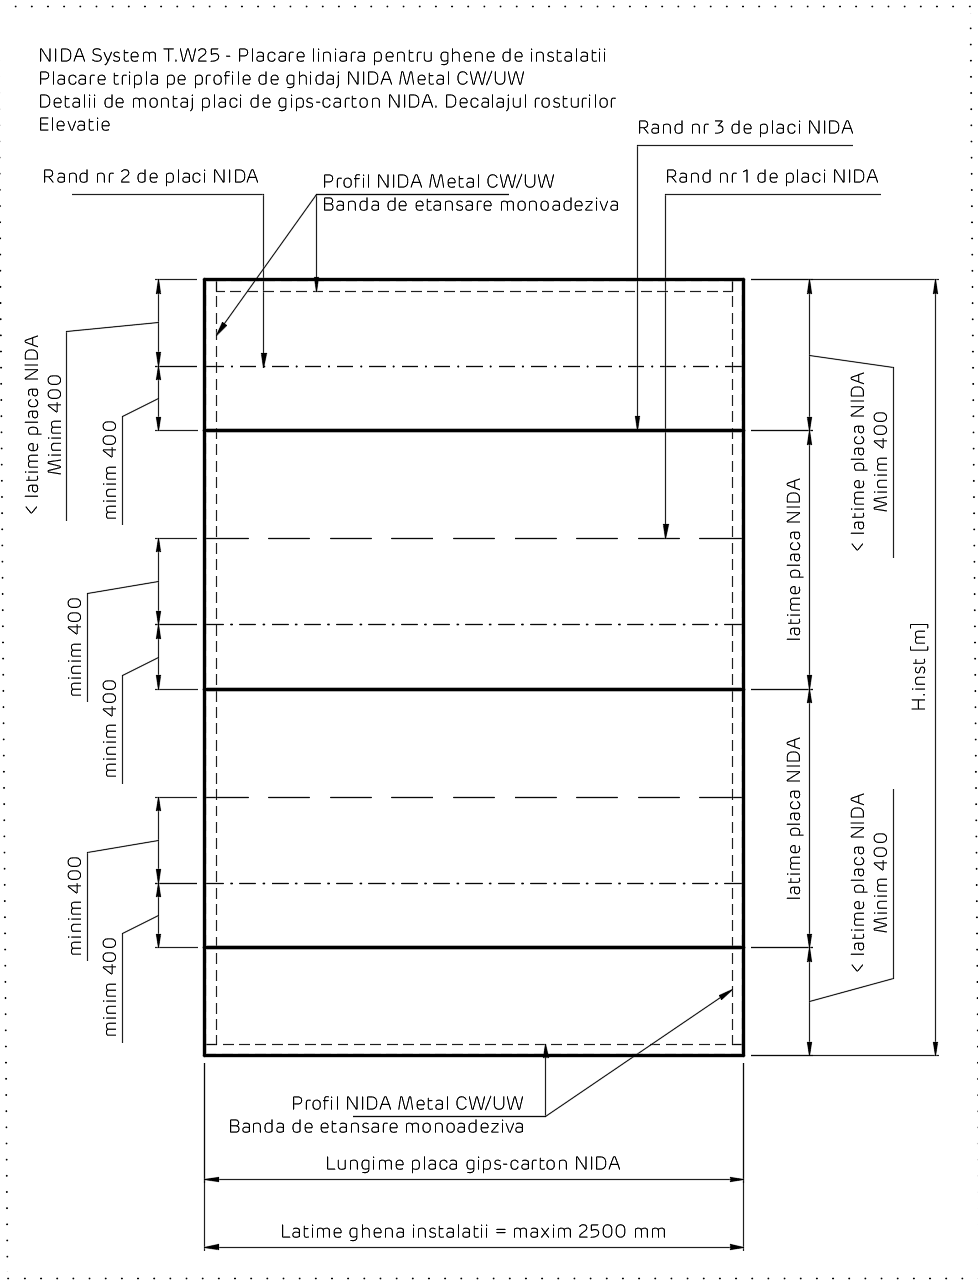 NIDA System T.W25 - Placare liniara pentru ghene de instalatii
Placare tripla pe profile de ghidaj NIDA Metal CW/UW
Detalii de montaj placi de gips-carton NIDA. Decalajul rosturilor
Elevatie
Rand nr 3 de placi NIDA
Rand nr 2 de placi NIDA
Profil NIDA Metal CW/UW
Banda de etansare monoadeziva
Rand nr 1 de placi NIDA
< latime placa NIDA
Minim 400
minim 400
< latime placa NIDA
Minim 400
latime placa NIDA
minim 400
minim 400
H.inst [m]
latime placa NIDA
< latime placa NIDA
Minim 400
minim 400
minim 400
Profil NIDA Metal CW/UW
Banda de etansare monoadeziva
Lungime placa gips-carton NIDA
Latime ghena instalatii = maxim 2500 mm